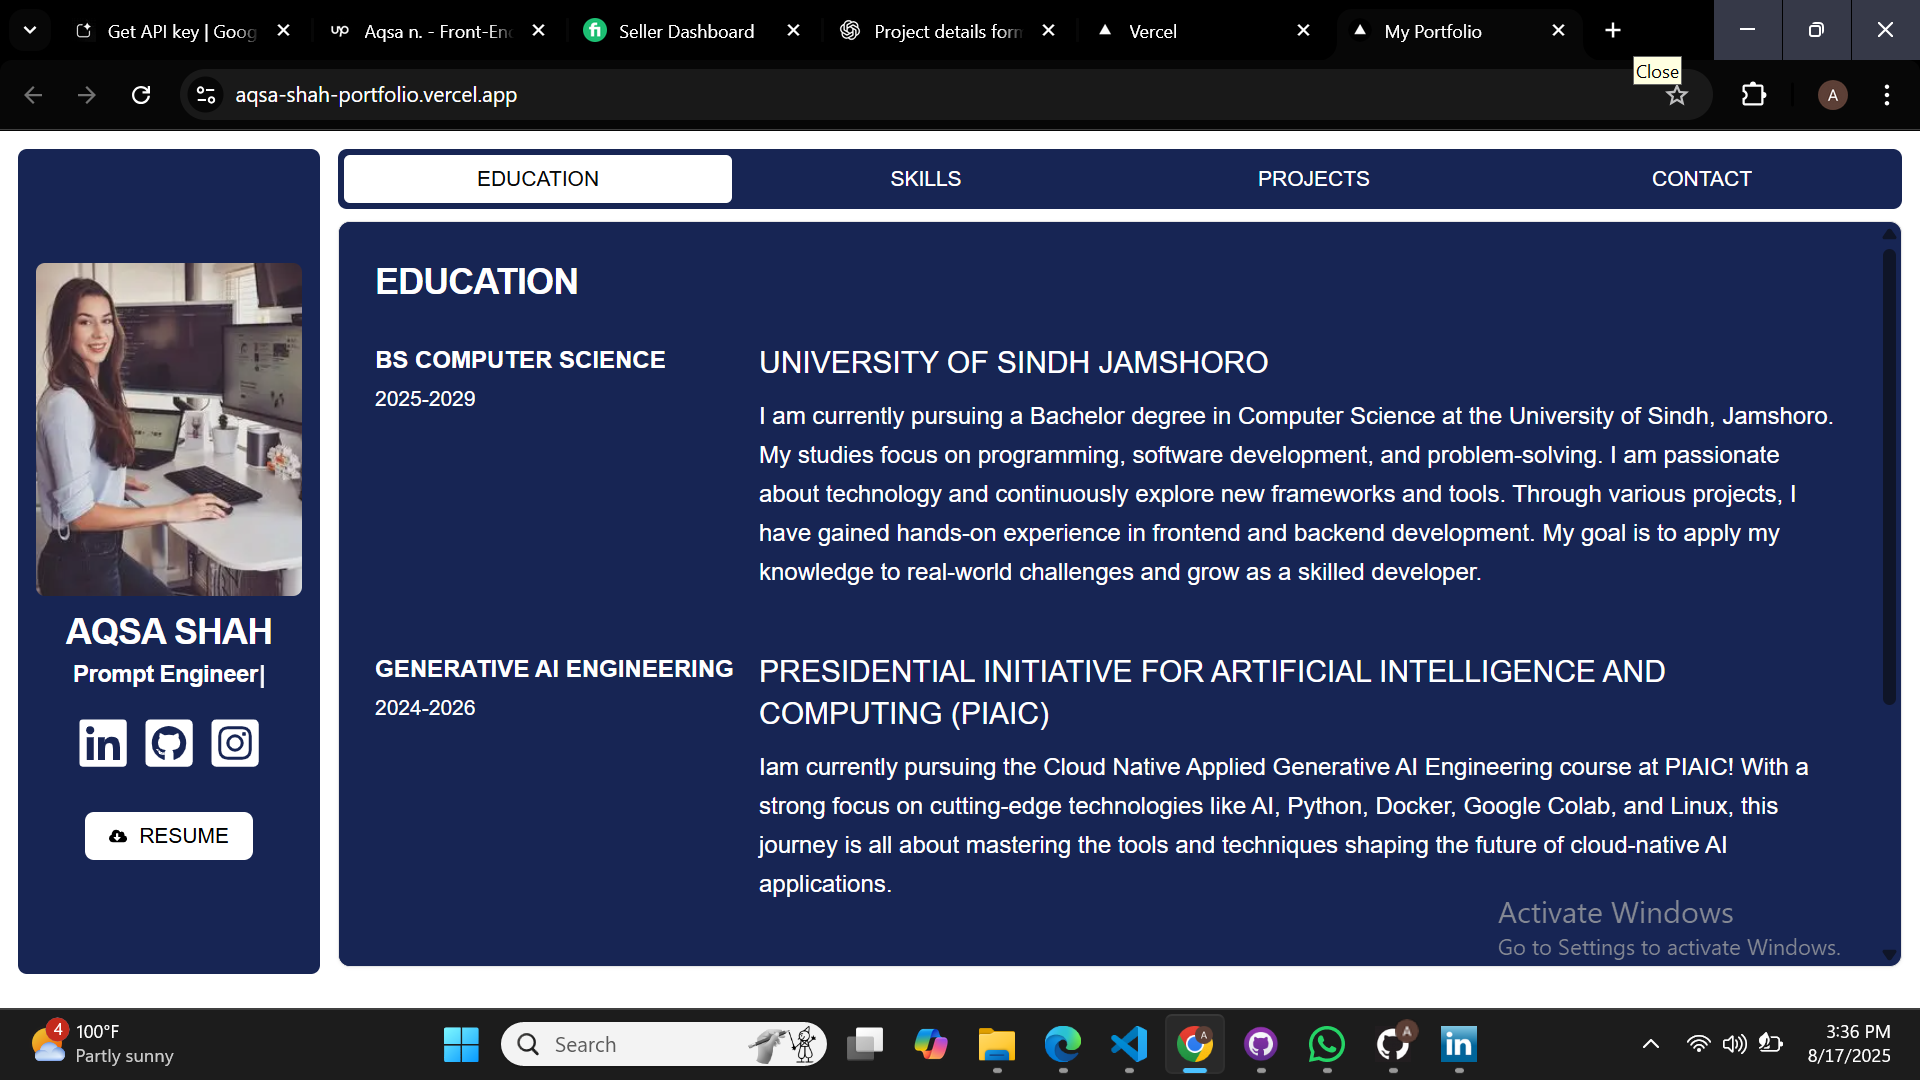 Get API key | Goog
up Aqsa n. - Front-En
fi Seller Dashboard
Project details form
Vercel
My Portfolio
Close
aqsa-shah-portfolio.vercel.app
A
EDUCATION
SKILLS
PROJECTS
CONTACT
AQSA SHAH
Prompt Engineer|
in
RESUME
EDUCATION
BS COMPUTER SCIENCE
2025-2029
UNIVERSITY OF SINDH JAMSHORO
I am currently pursuing a Bachelor degree in Computer Science at the University of Sindh, Jamshoro.
My studies focus on programming, software development, and problem-solving. I am passionate
about technology and continuously explore new frameworks and tools. Through various projects, I
have gained hands-on experience in frontend and backend development. My goal is to apply my
knowledge to real-world challenges and grow as a skilled developer.
GENERATIVE AI ENGINEERING
2024-2026
PRESIDENTIAL INITIATIVE FOR ARTIFICIAL INTELLIGENCE AND
COMPUTING (PIAIC)
Iam currently pursuing the Cloud Native Applied Generative AI Engineering course at PIAIC! With a
strong focus on cutting-edge technologies like AI, Python, Docker, Google Colab, and Linux, this
journey is all about mastering the tools and techniques shaping the future of cloud-native AI
applications.
Activate Windows
Go to Settings to activate Windows.
4
100°F
Partly sunny
Search
A
A
in
3:36 PM
8/17/2025